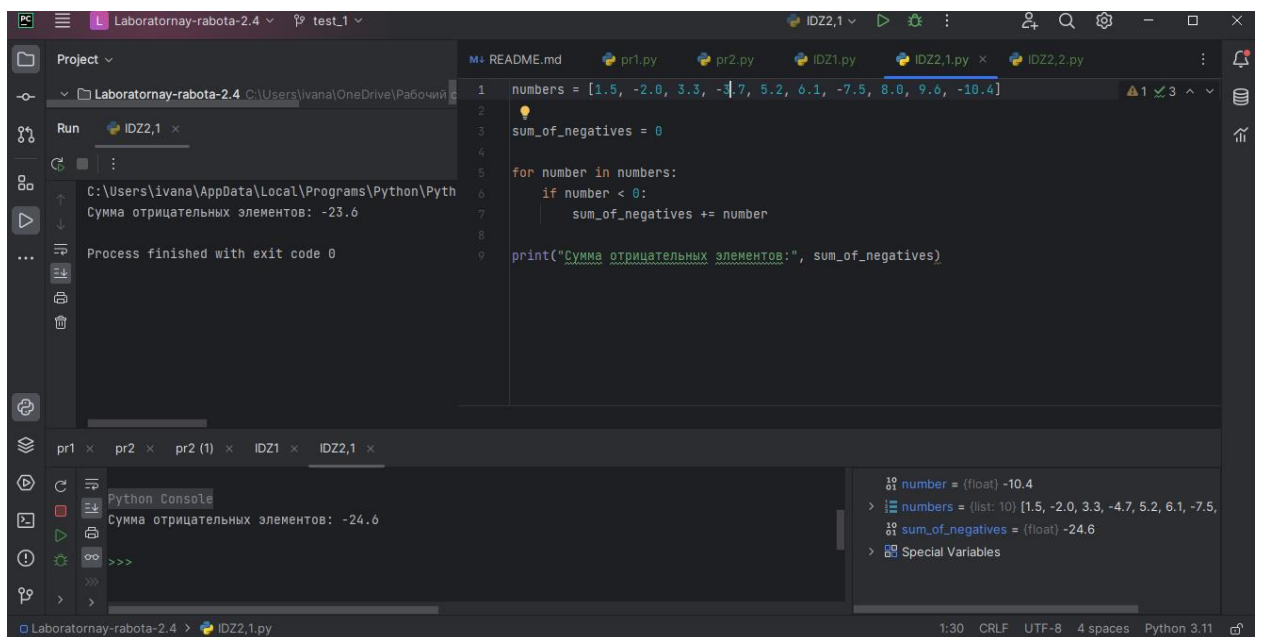 PC L Laboratornay-rabota-2.4 test_1 IDZ2,1
Project
Laboratornay-rabota-2.4 C:\Users\ivana\OneDrive\Рабочий с
Run IDZ2,1
C:\Users\ivana\AppData\Local\Programs\Python\Pyth
Сумма отрицательных элементов: -23.6
Process finished with exit code 0
M↓ README.md pr1.py pr2.py IDZ1.py IDZ2,1.py IDZ2,2.py
1 numbers = [1.5, -2.0, 3.3, -3.7, 5.2, 6.1, -7.5, 8.0, 9.6, -10.4] 1 3
2
3 sum_of_negatives = 0
4
5 for number in numbers:
6 if number < 0:
7 sum_of_negatives += number
8
9 print("Сумма отрицательных элементов:", sum_of_negatives)
pr1 pr2 pr2 (1) IDZ1 IDZ2,1
Python Console
Сумма отрицательных элементов: -24.6
>>>
number = {float} -10.4
numbers = {list: 10} [1.5, -2.0, 3.3, -4.7, 5.2, 6.1, -7.5,
sum_of_negatives = {float} -24.6
Special Variables
Laboratornay-rabota-2.4 > IDZ2,1.py 1:30 CRLF UTF-8 4 spaces Python 3.11